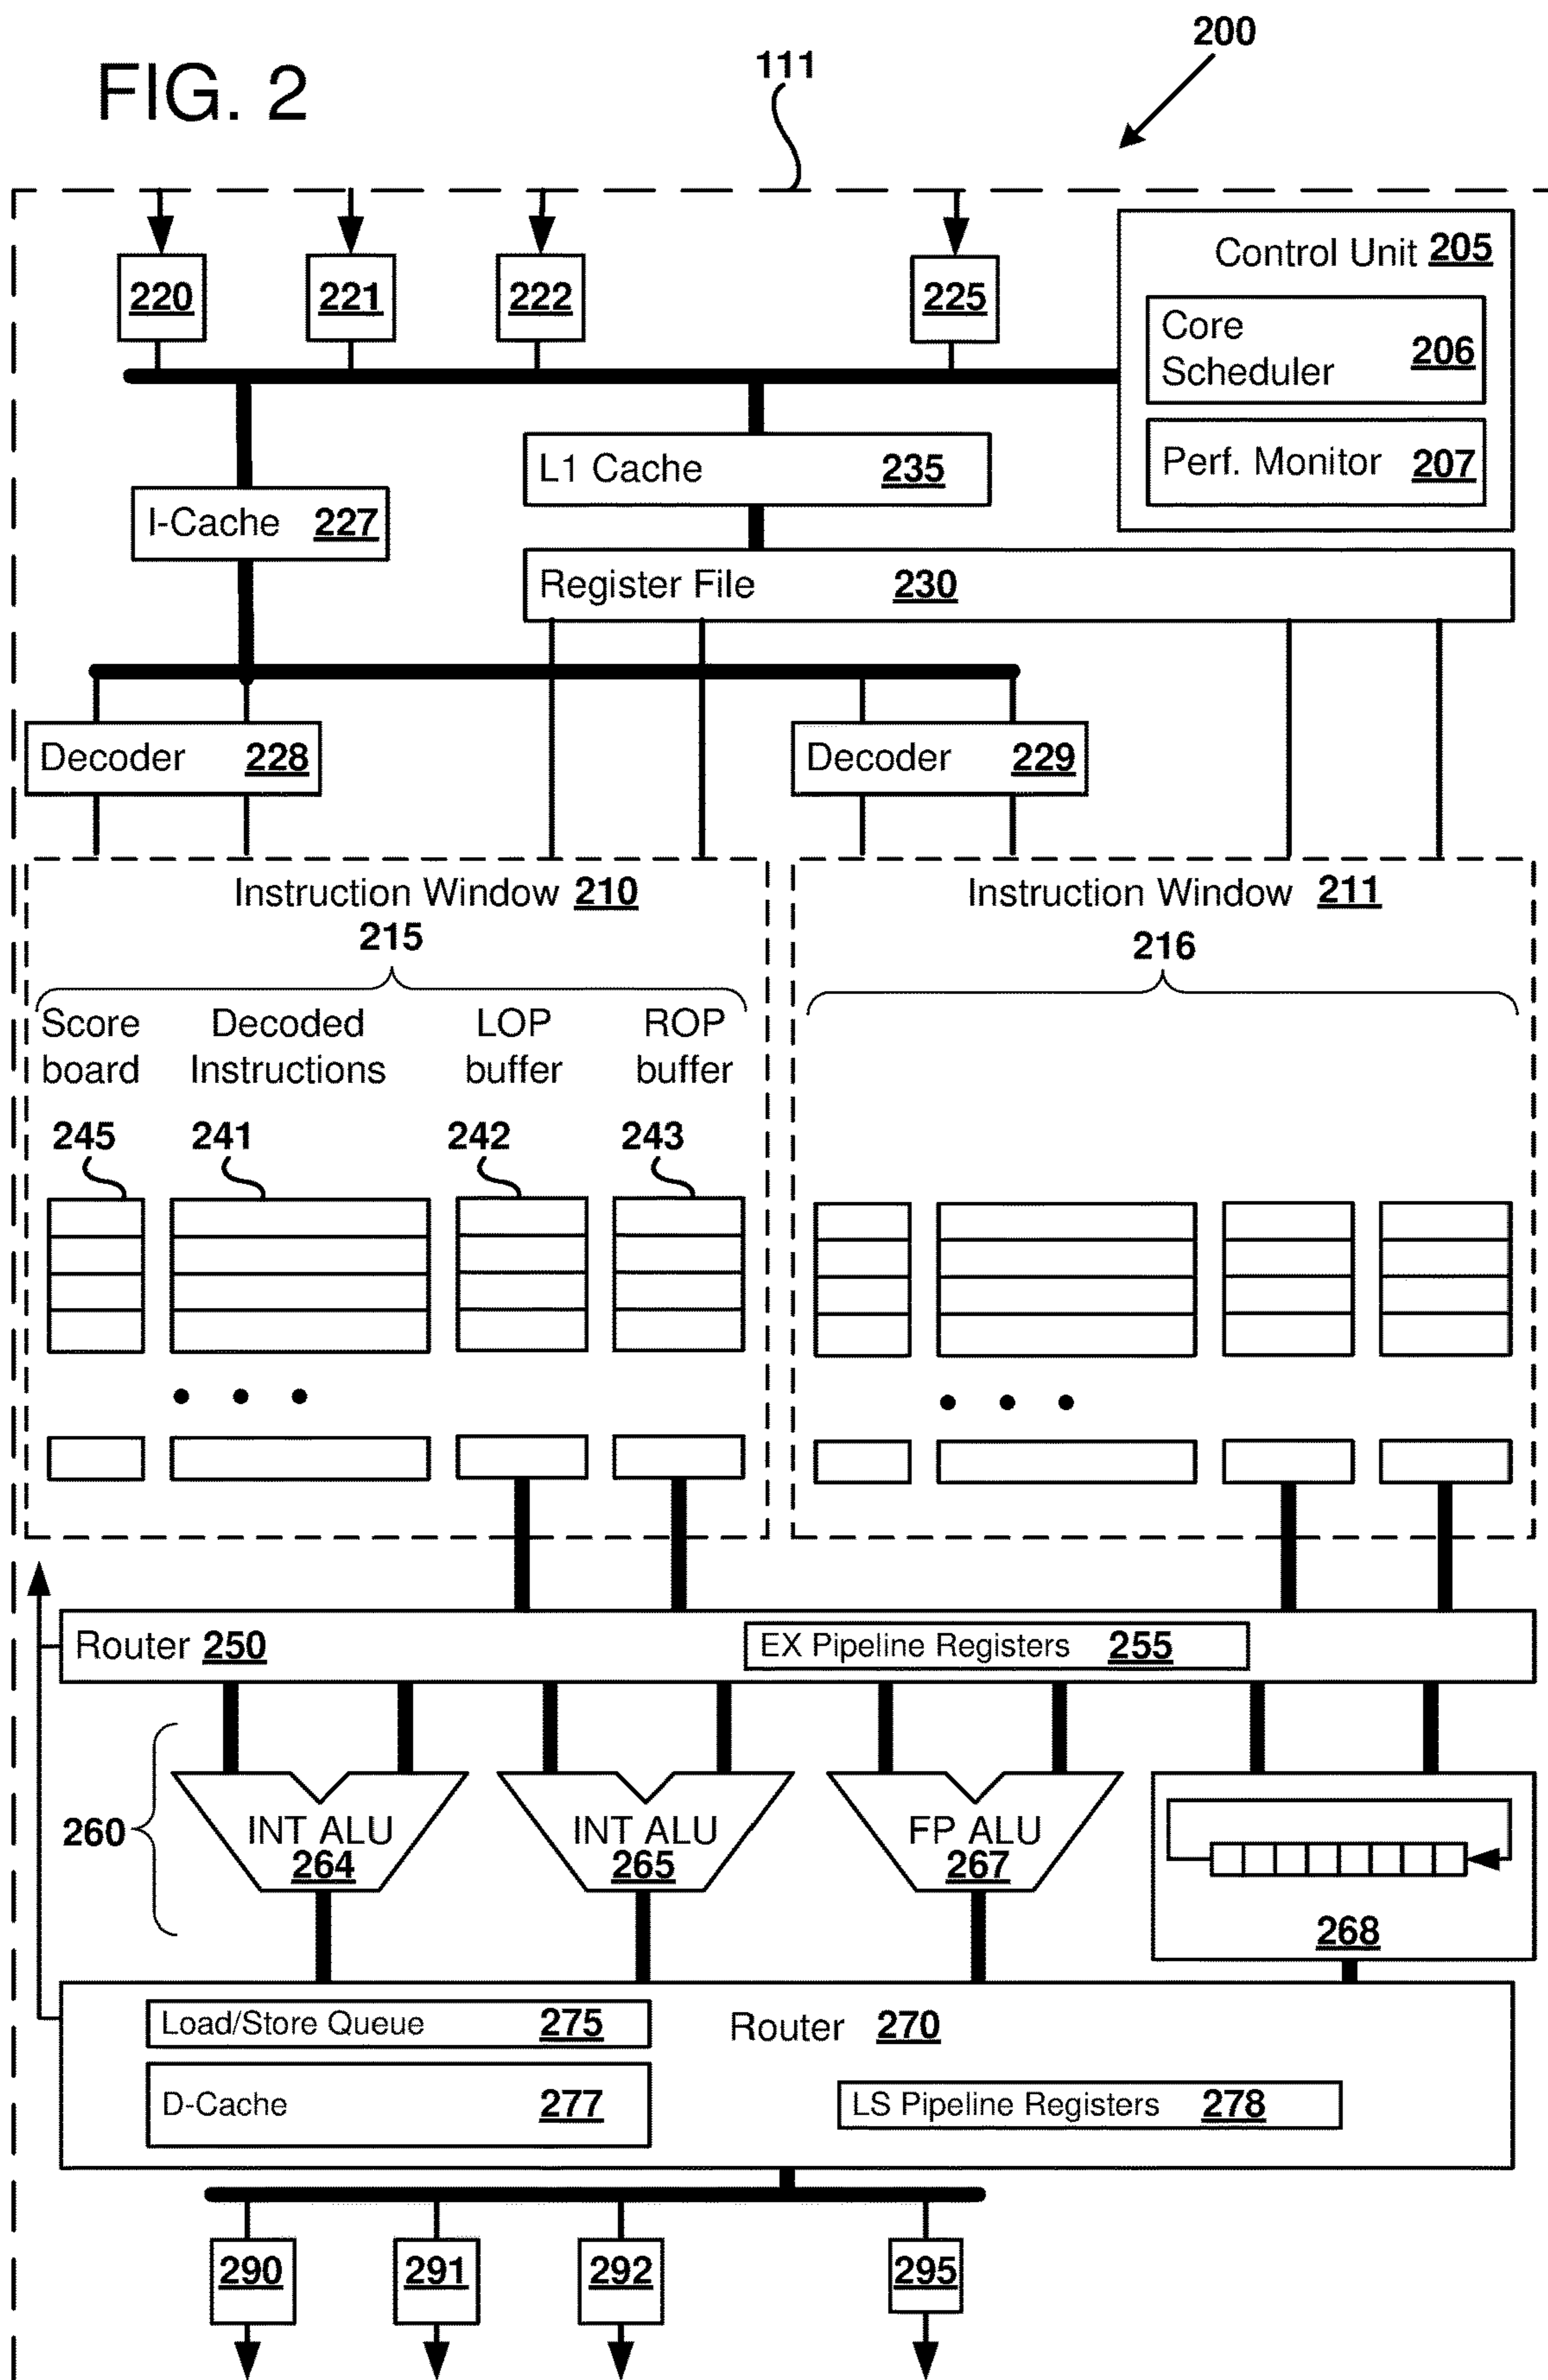 FIG. 2
111
200
220
221
222
225
Control Unit 205
Core
Scheduler
206
Perf. Monitor 207
L1 Cache 235
I-Cache 227
Register File 230
Decoder 228
Decoder 229
Instruction Window 210
215
Instruction Window 211
216
Score
board
Decoded
Instructions
LOP
buffer
ROP
buffer
245
241
242
243
Router 250
EX Pipeline Registers 255
260
INT ALU
264
INT ALU
265
FP ALU
267
268
Load/Store Queue 275
Router 270
D-Cache 277
LS Pipeline Registers 278
290
291
292
295